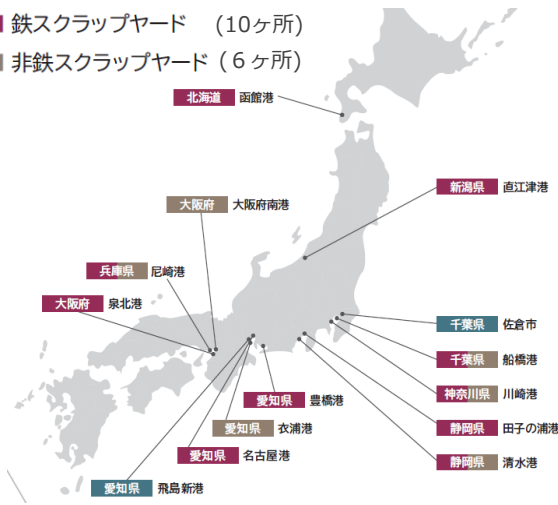 鉄スクラップヤード (10ヶ所)
非鉄スクラップヤード (6ヶ所)
北海道 函館港
新潟県 直江津港
大阪府 大阪府南港
兵庫県 尼崎港
大阪府 泉北港
千葉県 佐倉市
千葉県 船橋港
神奈川県 川崎港
愛知県 豊橋港
静岡県 田子の浦港
愛知県 衣浦港
愛知県 名古屋港
静岡県 清水港
愛知県 飛島新港